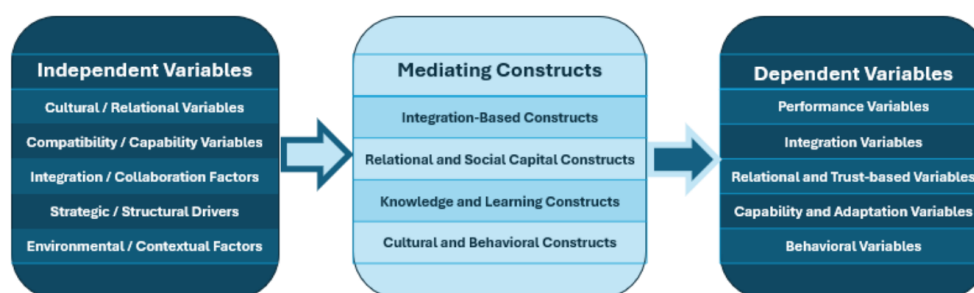 Independent Variables
Cultural / Relational Variables
Compatibility / Capability Variables
Integration / Collaboration Factors
Strategic / Structural Drivers
Environmental / Contextual Factors
Mediating Constructs
Integration-Based Constructs
Relational and Social Capital Constructs
Knowledge and Learning Constructs
Cultural and Behavioral Constructs
Dependent Variables
Performance Variables
Integration Variables
Relational and Trust-based Variables
Capability and Adaptation Variables
Behavioral Variables